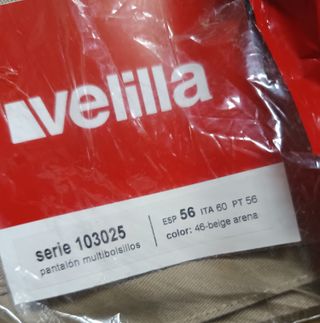 velilla
serie 103025
pantalón multibolsillos
ESP 56 ITA 60 PT 56
color: 46-beige arena